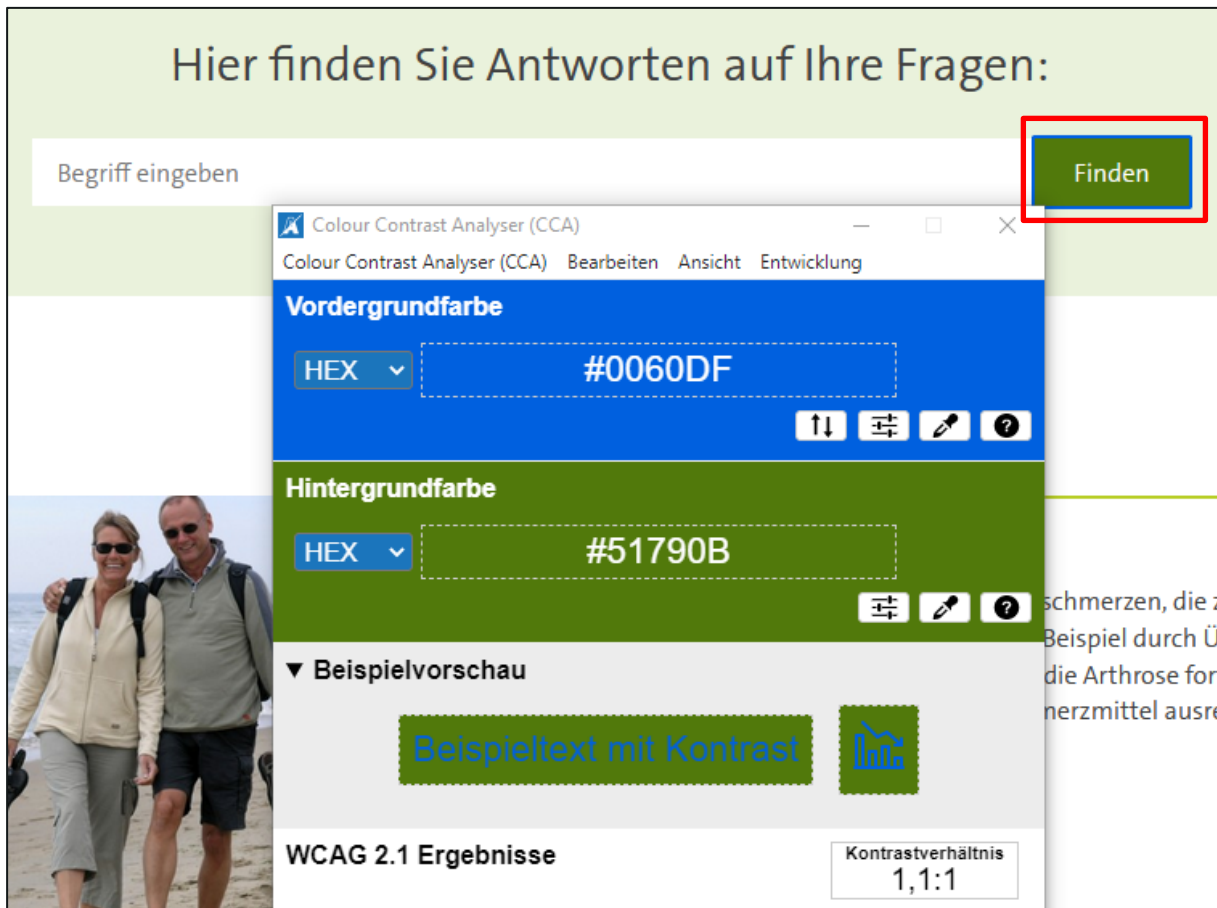 Hier finden Sie Antworten auf Ihre Fragen:
Begriff eingeben
Finden
Colour Contrast Analyser (CCA)
Colour Contrast Analyser (CCA) Bearbeiten Ansicht Entwicklung
Vordergrundfarbe
HEX
#0060DF
Hintergrundfarbe
HEX
#51790B
▼ Beispielvorschau
Beispieltext mit Kontrast
WCAG 2.1 Ergebnisse
Kontrastverhältnis
1,1:1
schmerzen, die
Beispiel durch Ü
die Arthrose for
merzmittel ausre